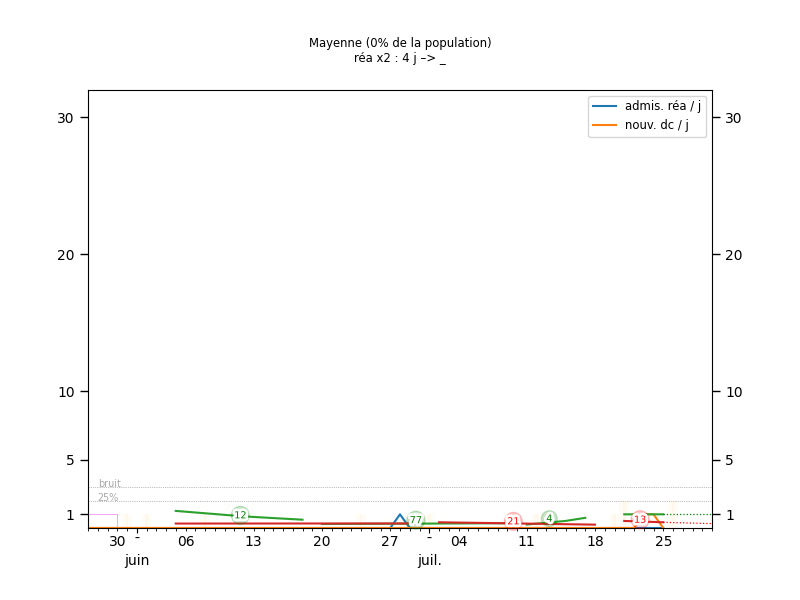 Mayenne (0% de la population)
réa x2 : 4 j –> _
admis. réa / j
nouv. dc / j
30 30
20 20
10 10
5 5
bruit
25%
1 1
12 77 21 4 13
30 - 06 13 20 27 - 04 11 18 25
juin juil.